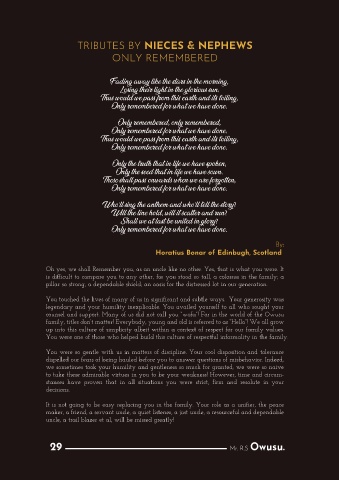 TRIBUTES BY NIECES & NEPHEWS
ONLY REMEMBERED
Fading away like the stars in the morning,
Losing their light in the glorious sun,
Thus would we pass from this earth and its toiling,
Only remembered for what we have done.
Only remembered, only remembered,
Only remembered for what we have done.
Thus would we pass from this earth and its toiling,
Only remembered for what we have done.
Only the truth that in life we have spoken,
Only the seed that in life we have sown.
These shall pass onwards when we are forgotten,
Only remembered for what we have done.
Who'll sing the anthem and who'll tell the story?
Will the line hold, will it scatter and run?
Shall we at last be united in glory?
Only remembered for what we have done.
By:
Horatius Bonar of Edinbugh, Scotland
Oh yes, we shall Remember you, as an uncle like no other. Yes, that is what you were. It
is difficult to compare you to any other, for you stood so tall, a colossus in the family; a
pillar so strong, a dependable shield; an oasis for the distressed lot in our generation.
You touched the lives of many of us in significant and subtle ways. Your generosity was
legendary and your humility inexplicable. You availed yourself to all who sought your
counsel and support. Many of us did not call you "wofa"! For in the world of the Owusu
family, titles don't matter! Everybody, young and old is referred to as "Hello"! We all grew
up into this culture of simplicity albeit within a context of respect for our family values.
You were one of those who helped build this culture of respectful informality in the family.
You were so gentle with us in matters of discipline. Your cool disposition and tolerance
dispelled our fears of being hauled before you to answer questions of misbehavior. Indeed,
we sometimes took your humility and gentleness so much for granted, we were so naive
to take these admirable virtues in you to be your weakness! However, time and circum-
stances have proven that in all situations you were strict, firm and resolute in your
decisions.
It is not going to be easy replacing you in the family. Your role as a unifier, the peace
maker, a friend, a servant uncle, a quiet listener, a just uncle, a resourceful and dependable
uncle, a trail blazer et al, will be missed greatly!
29 Mr. R.S Owusu.